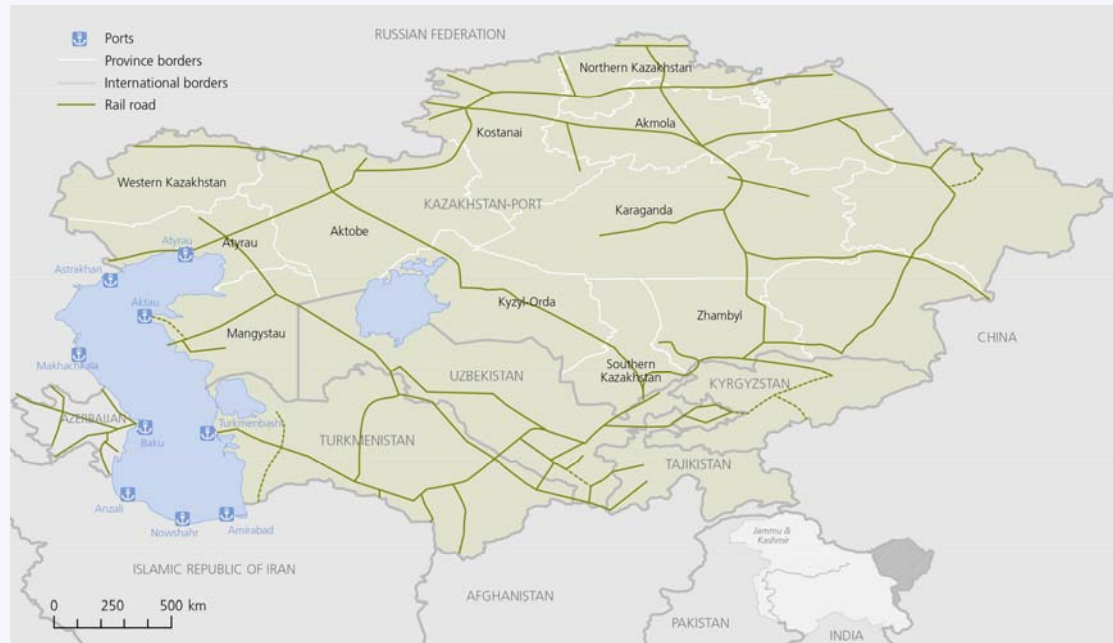 RUSSIAN FEDERATION
Ports
Province borders
International borders
Rail road
Northern Kazakhstan
Akmola
Kostanai
Western Kazakhstan
KAZAKHSTAN-PORT
Karaganda
Aktobe
Atyrau
Atyrau
Astrakhan
Aktau
Kyzyl-Orda
Zhambyl
Mangystau
CHINA
Makhachkala
Southern
Kazakhstan
UZBEKISTAN
KYRGYZSTAN
AZERBAIJAN
Turkmenbashi
Baku
TURKMENISTAN
TAJIKISTAN
Anzali
Nowshahr
Amirabad
Jammu &
Kashmir
ISLAMIC REPUBLIC OF IRAN
AFGHANISTAN
0 250 500 km
PAKISTAN
INDIA